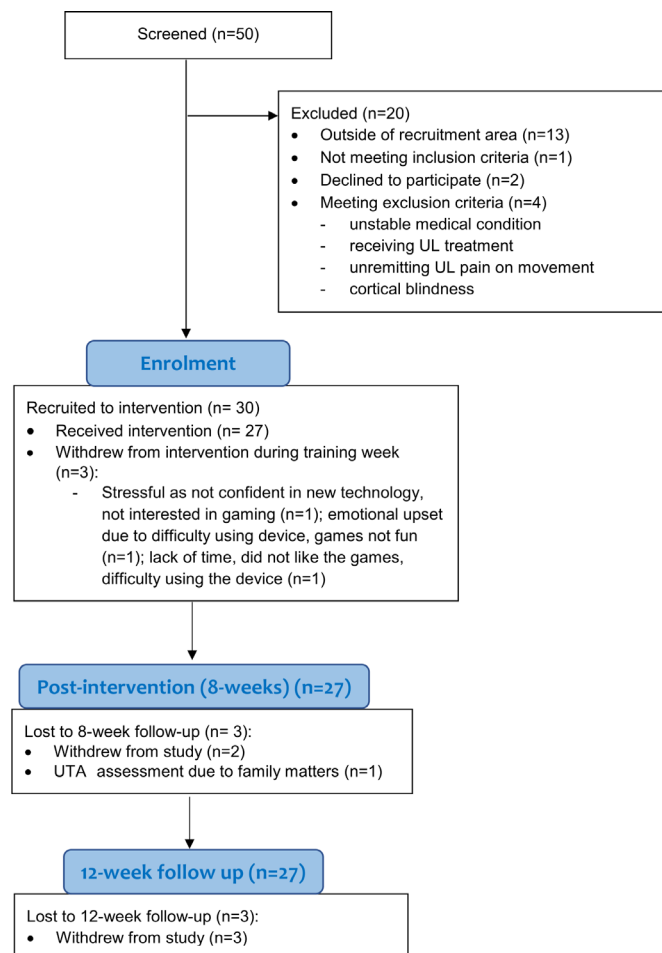 Screened (n=50)
Excluded (n=20)
• Outside of recruitment area (n=13)
• Not meeting inclusion criteria (n=1)
• Declined to participate (n=2)
• Meeting exclusion criteria (n=4)
- unstable medical condition
- receiving UL treatment
- unremitting UL pain on movement
- cortical blindness
Enrolment
Recruited to intervention (n= 30)
• Received intervention (n= 27)
• Withdrew from intervention during training week
(n=3):
- Stressful as not confident in new technology,
not interested in gaming (n=1); emotional upset
due to difficulty using device, games not fun
(n=1); lack of time, did not like the games,
difficulty using the device (n=1)
Post-intervention (8-weeks) (n=27)
Lost to 8-week follow-up (n= 3):
• Withdrew from study (n=2)
• UTA assessment due to family matters (n=1)
12-week follow up (n=27)
Lost to 12-week follow-up (n=3):
• Withdrew from study (n=3)